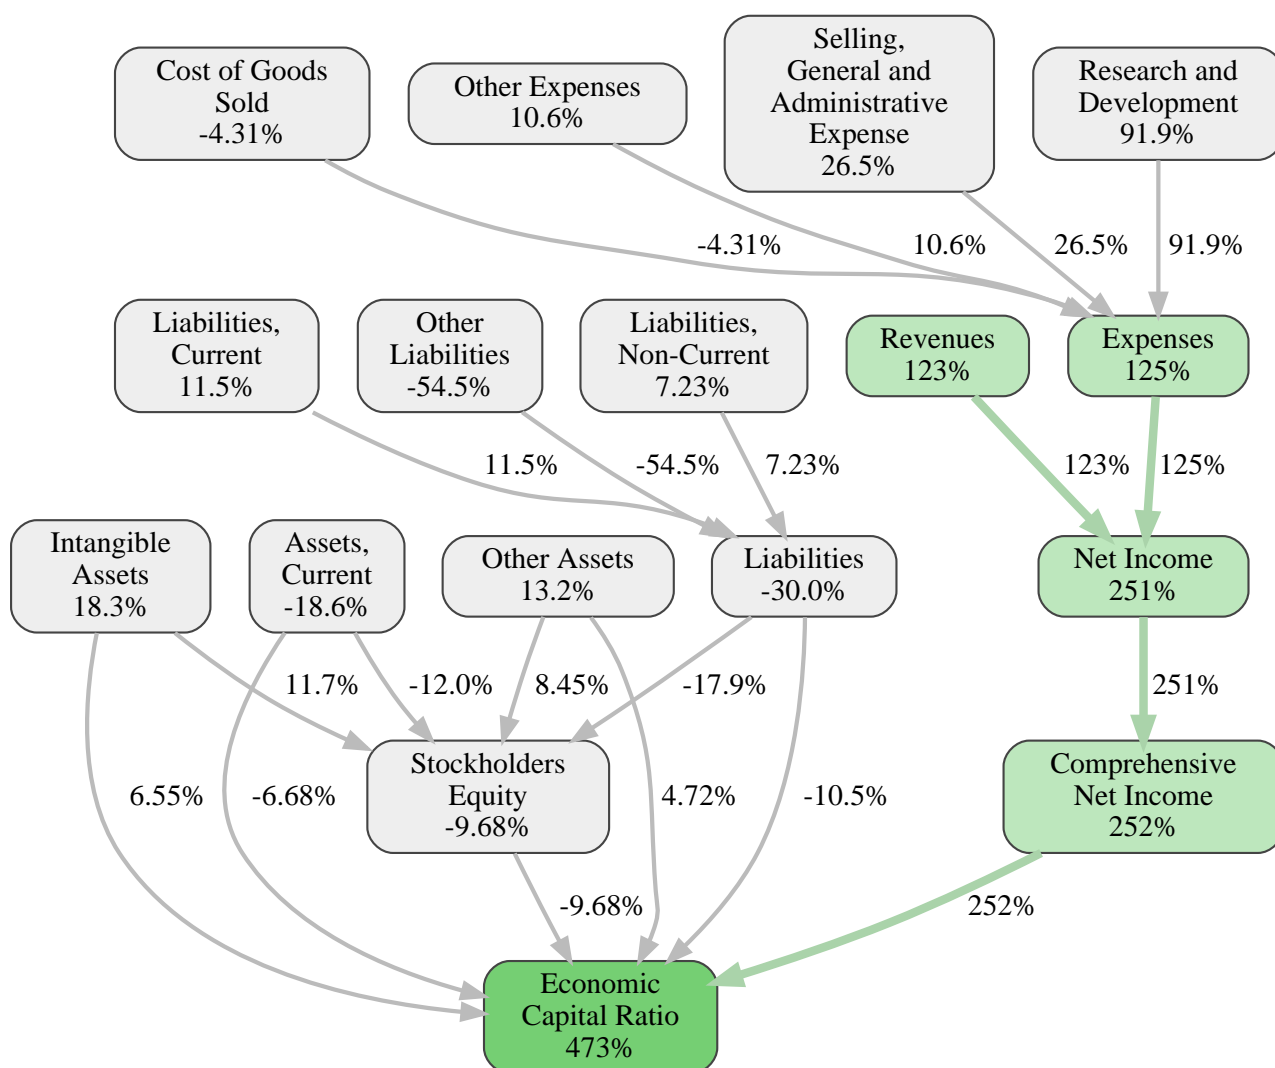 Cost of Goods
Sold
-4.31%
Other Expenses
10.6%
Selling,
General and
Administrative
Expense
26.5%
Research and
Development
91.9%
-4.31%
10.6%
26.5%
91.9%
Liabilities,
Current
11.5%
Other
Liabilities
-54.5%
Liabilities,
Non-Current
7.23%
Revenues
123%
Expenses
125%
11.5%
-54.5%
7.23%
123%
125%
Intangible
Assets
18.3%
Assets,
Current
-18.6%
Other Assets
13.2%
Liabilities
-30.0%
Net Income
251%
11.7%
-12.0%
8.45%
-17.9%
251%
Stockholders
Equity
-9.68%
Comprehensive
Net Income
252%
6.55%
-6.68%
4.72%
-10.5%
-9.68%
252%
Economic
Capital Ratio
473%